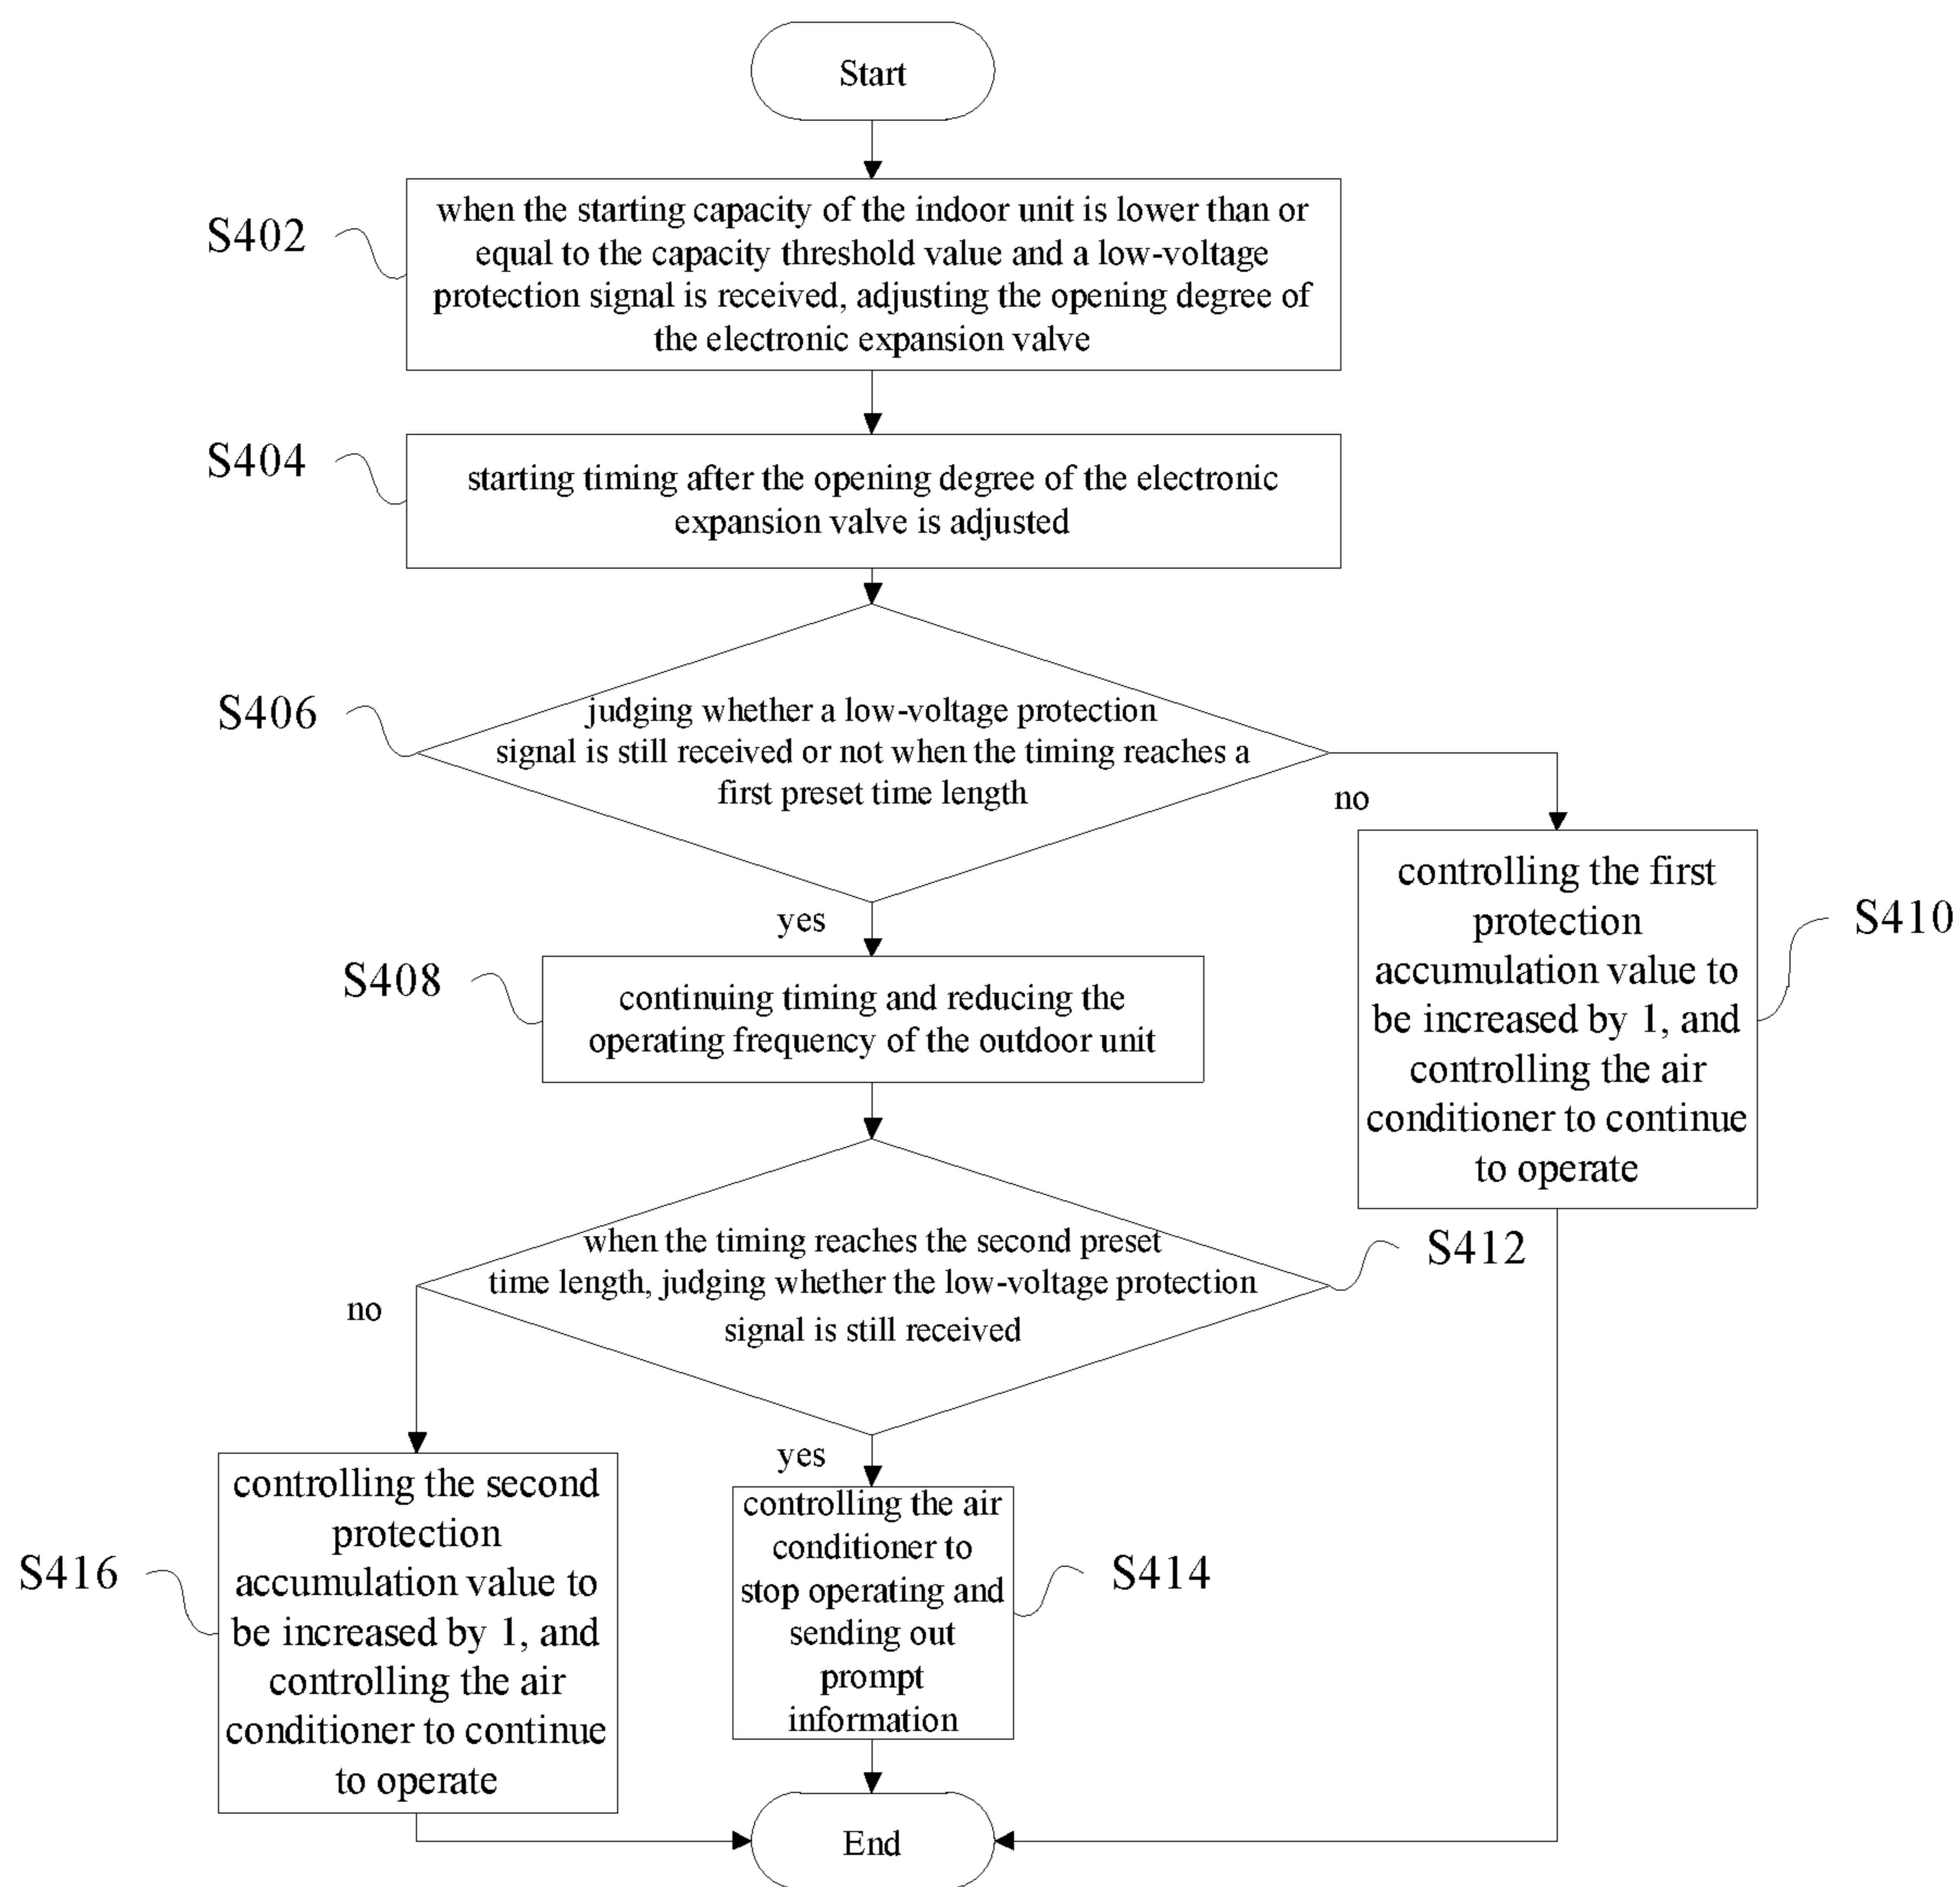 Start
S402
when the starting capacity of the indoor unit is lower than or
equal to the capacity threshold value and a low-voltage
protection signal is received, adjusting the opening degree of
the electronic expansion valve
S404
starting timing after the opening degree of the electronic
expansion valve is adjusted
S406
judging whether a low-voltage protection
signal is still received or not when the timing reaches a
first preset time length
no
yes
S408
continuing timing and reducing the
operating frequency of the outdoor unit
controlling the first
protection
accumulation value to
be increased by 1, and
controlling the air
conditioner to continue
to operate
S410
when the timing reaches the second preset
time length, judging whether the low-voltage protection
signal is still received
S412
no
yes
S416
controlling the second
protection
accumulation value to
be increased by 1, and
controlling the air
conditioner to continue
to operate
controlling the air
conditioner to
stop operating and
sending out
prompt
information
S414
End